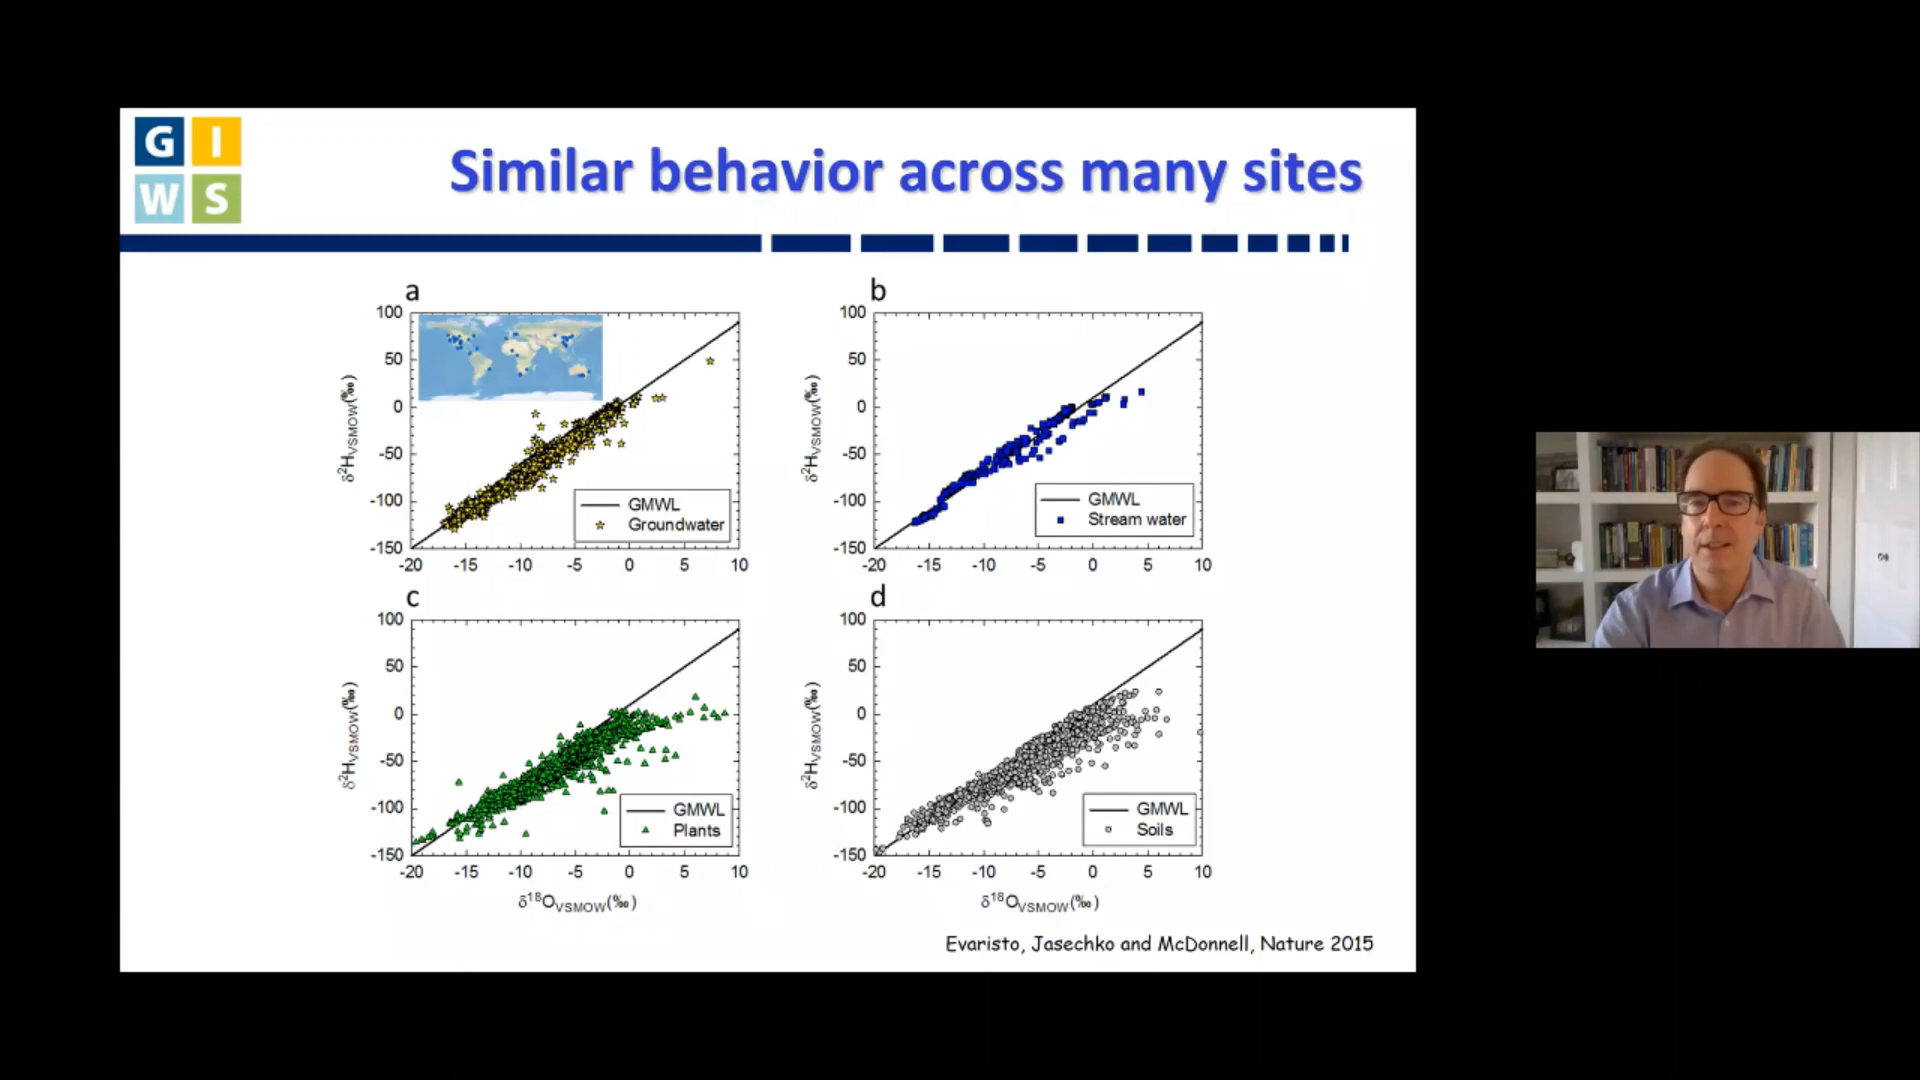 G I
W S
Similar behavior across many sites
a
100
50
0
-50
-100
-150
-20 -15 -10 -5 0 5 10
δ²H_VSMOW(‰)
GMWL
Groundwater
b
100
50
0
-50
-100
-150
-20 -15 -10 -5 0 5 10
δ²H_VSMOW(‰)
GMWL
Stream water
c
100
50
0
-50
-100
-150
-20 -15 -10 -5 0 5 10
δ²H_VSMOW(‰)
δ¹⁸O_VSMOW(‰)
GMWL
Plants
d
100
50
0
-50
-100
-150
-20 -15 -10 -5 0 5 10
δ²H_VSMOW(‰)
δ¹⁸O_VSMOW(‰)
GMWL
Soils
Evaristo, Jasechko and McDonnell, Nature 2015